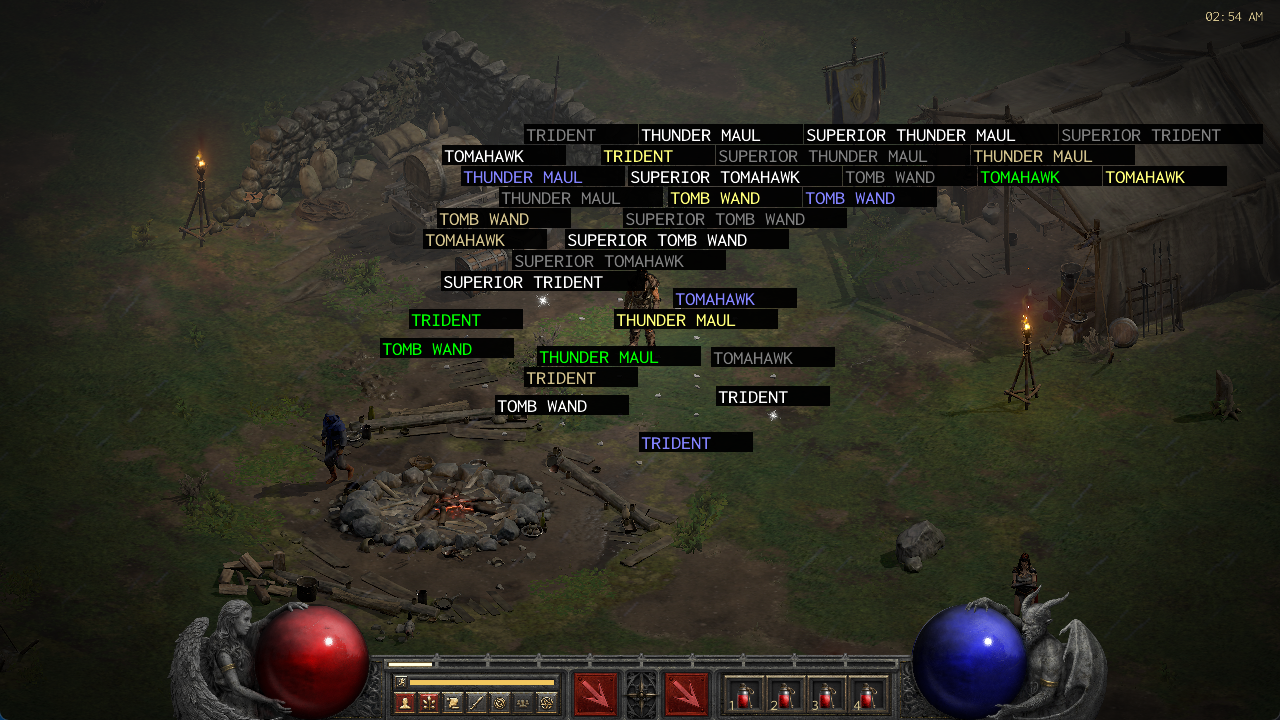 02:54 AM
TRIDENT THUNDER MAUL SUPERIOR THUNDER MAUL SUPERIOR TRIDENT
TOMAHAWK TRIDENT SUPERIOR THUNDER MAUL THUNDER MAUL
THUNDER MAUL SUPERIOR TOMAHAWK TOMB WAND TOMAHAWK TOMAHAWK
THUNDER MAUL TOMB WAND TOMB WAND
TOMB WAND SUPERIOR TOMB WAND
TOMAHAWK SUPERIOR TOMB WAND
SUPERIOR TOMAHAWK
SUPERIOR TRIDENT
TOMAHAWK
TRIDENT THUNDER MAUL
TOMB WAND
THUNDER MAUL TOMAHAWK
TRIDENT
TRIDENT
TOMB WAND
TRIDENT
1 2 3 4